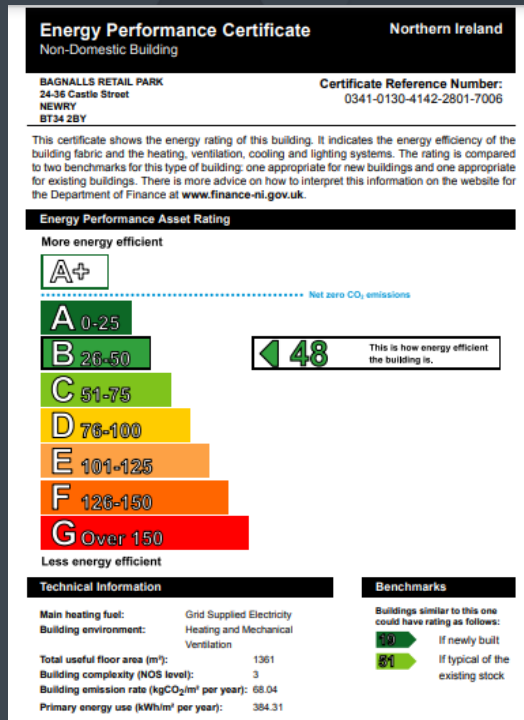 Energy Performance Certificate
Northern Ireland
Non-Domestic Building
BAGNALLS RETAIL PARK
24-36 Castle Street
NEWRY
BT34 2BY
Certificate Reference Number:
0341-0130-4142-2801-7006
This certificate shows the energy rating of this building. It indicates the energy efficiency of the
building fabric and the heating, ventilation, cooling and lighting systems. The rating is compared
to two benchmarks for this type of building: one appropriate for new buildings and one appropriate
for existing buildings. There is more advice on how to interpret this information on the website for
the Department of Finance at www.finance-ni.gov.uk.
Energy Performance Asset Rating
More energy efficient
A+
Net zero CO₂ emissions
A 0-25
B 26-50
48
This is how energy efficient
the building is.
C 51-75
D 76-100
E 101-125
F 126-150
G Over 150
Less energy efficient
Technical Information
Main heating fuel: Grid Supplied Electricity
Building environment: Heating and Mechanical
Ventilation
Total useful floor area (m²): 1361
Building complexity (NOS level): 3
Building emission rate (kgCO₂/m² per year): 68.04
Primary energy use (kWh/m² per year): 384.31
Benchmarks
Buildings similar to this one
could have rating as follows:
19 If newly built
51 If typical of the
existing stock